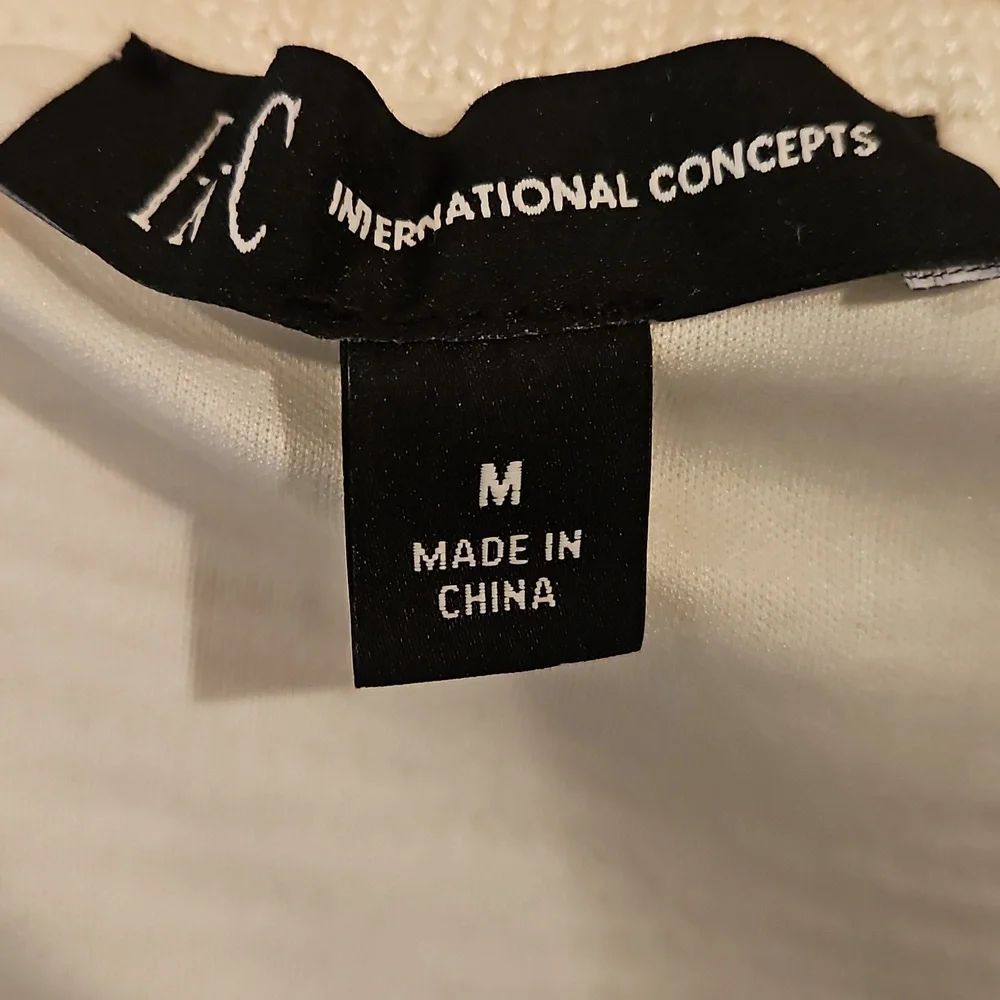 I·N·C INTERNATIONAL CONCEPTS
M
MADE IN
CHINA